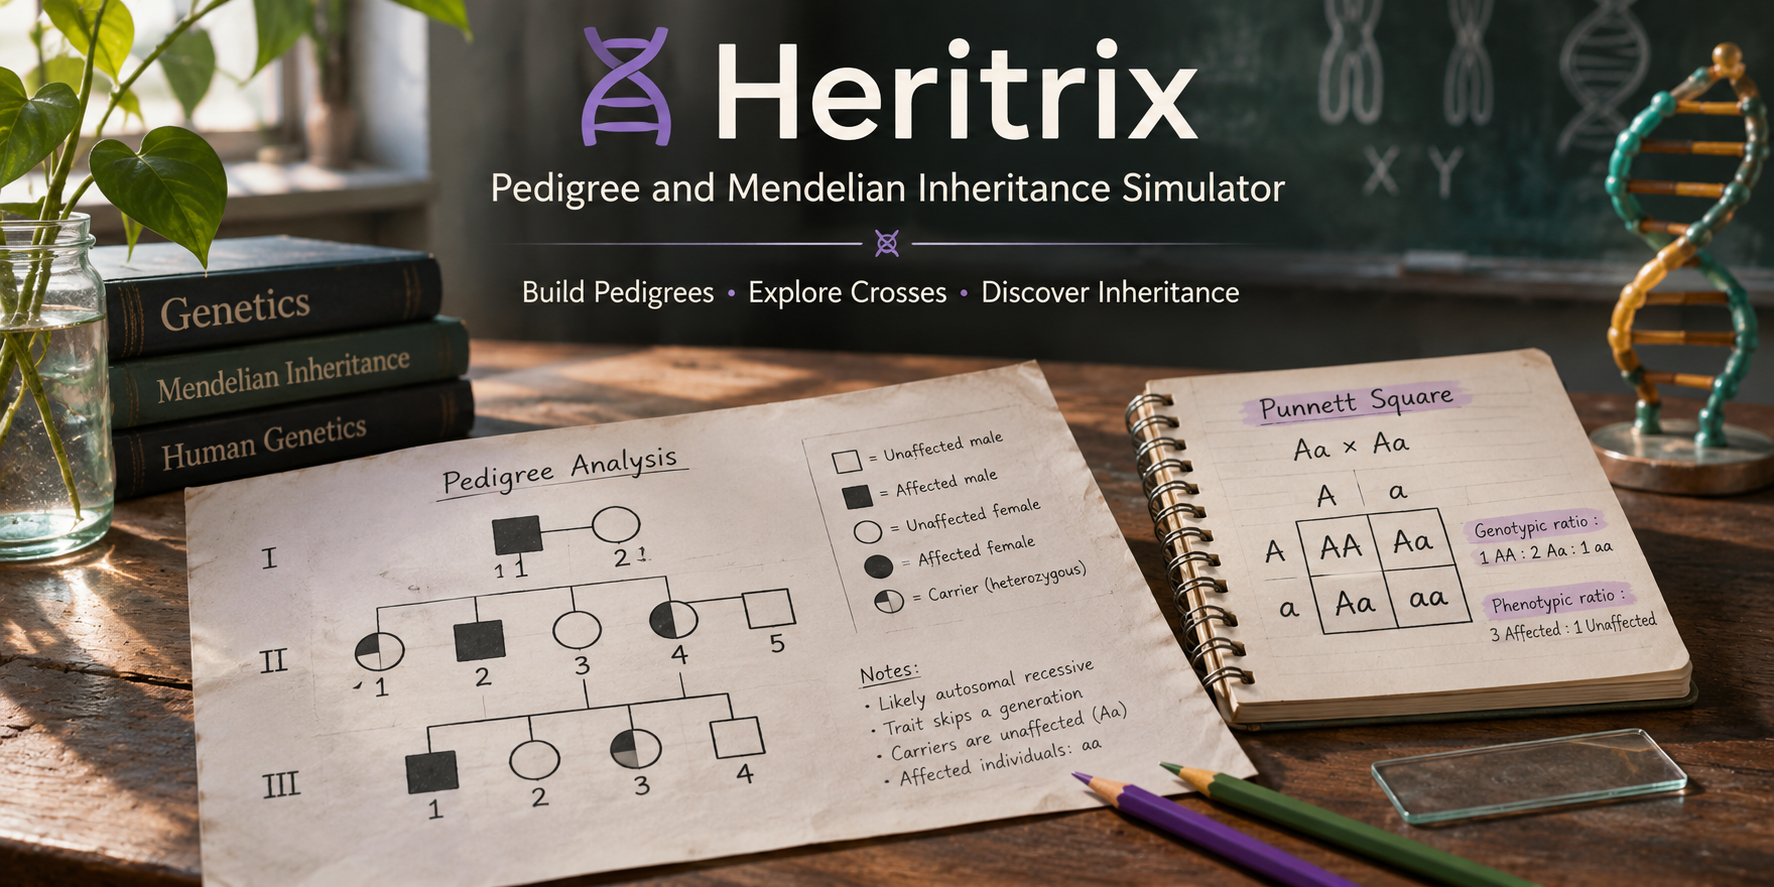 Heritrix
Pedigree and Mendelian Inheritance Simulator
Build Pedigrees • Explore Crosses • Discover Inheritance
X Y
Genetics
Mendelian Inheritance
Human Genetics
Pedigree Analysis
I
1 1
2
II
1
2
3
4
5
III
1
2
3
4
= Unaffected male
= Affected male
= Unaffected female
= Affected female
= Carrier (heterozygous)
Notes:
• Likely autosomal recessive
• Trait skips a generation
• Carriers are unaffected (Aa)
• Affected individuals: aa
Punnett Square
Aa × Aa
A a
A AA Aa
a Aa aa
Genotypic ratio :
1 AA : 2 Aa : 1 aa
Phenotypic ratio :
3 Affected : 1 Unaffected